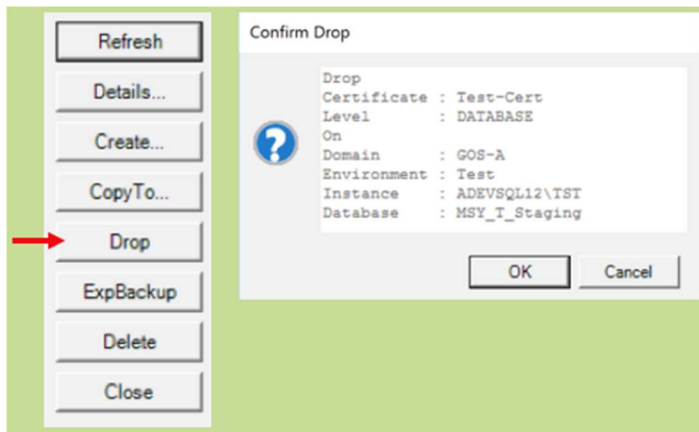 Refresh
Details...
Create...
CopyTo...
Drop
ExpBackup
Delete
Close
Confirm Drop
Drop
Certificate : Test-Cert
Level : DATABASE
On
Domain : GOS-A
Environment : Test
Instance : ADEVSQL12\TST
Database : MSY_T_Staging
OK Cancel